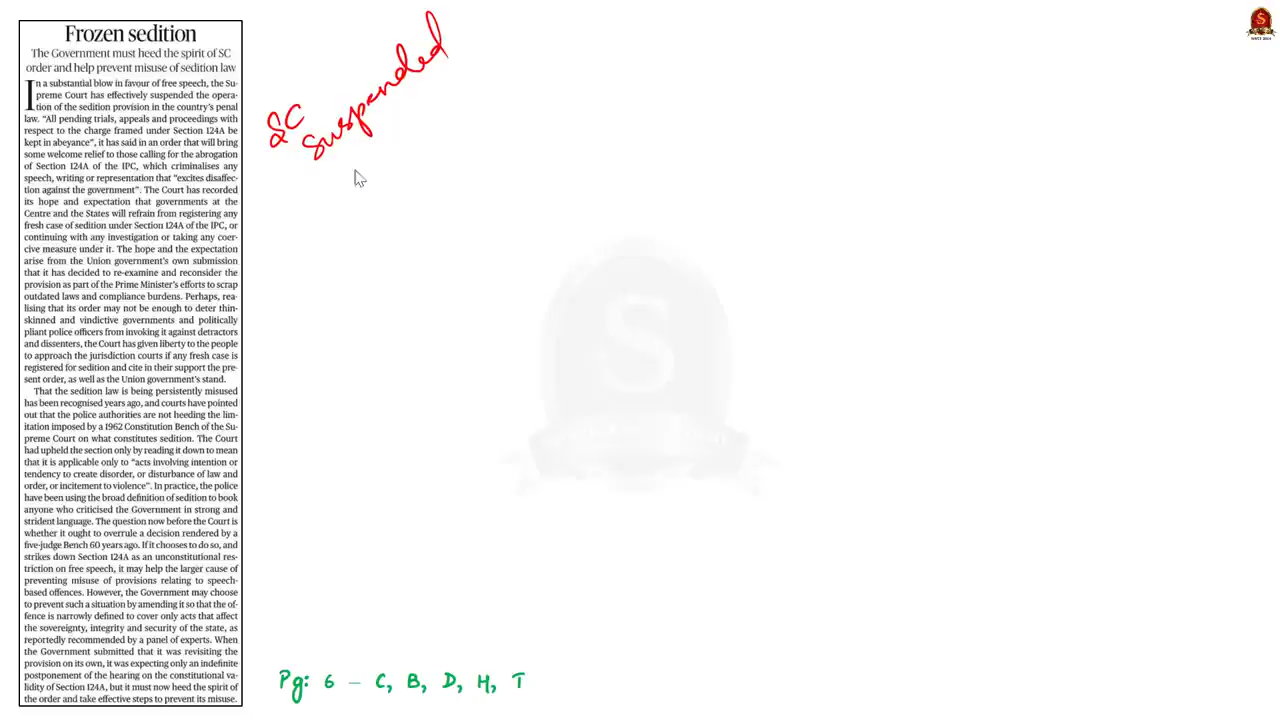 Frozen sedition
The Government must heed the spirit of SC
order and help prevent misuse of sedition law
In a substantial blow in favour of free speech, the Su-
preme Court has effectively suspended the opera-
tion of the sedition provision in the country's penal
law. "All pending trials, appeals and proceedings with
respect to the charge framed under Section 124A be
kept in abeyance", it has said in an order that will bring
some welcome relief to those calling for the abrogation
of Section 124A of the IPC, which criminalises any
speech, writing or representation that "excites disaffec-
tion against the government". The Court has recorded
its hope and expectation that governments at the
Centre and the States will refrain from registering any
fresh case of sedition under Section 124A of the IPC, or
continuing with any investigation or taking any coer-
cive measure under it. The hope and the expectation
arise from the Union government's own submission
that it has decided to re-examine and reconsider the
provision as part of the Prime Minister's efforts to scrap
outdated laws and compliance burdens. Perhaps, rea-
lising that its order may not be enough to deter thin-
skinned and vindictive governments and politically
pliant police officers from invoking it against detractors
and dissenters, the Court has given liberty to the people
to approach the jurisdiction courts if any fresh case is
registered for sedition and cite in their support the pre-
sent order, as well as the Union government's stand.
That the sedition law is being persistently misused
has been recognised years ago, and courts have pointed
out that the police authorities are not heeding the lim-
itation imposed by a 1962 Constitution Bench of the Su-
preme Court on what constitutes sedition. The Court
had upheld the section only by reading it down to mean
that it is applicable only to "acts involving intention or
tendency to create disorder, or disturbance of law and
order, or incitement to violence". In practice, the police
have been using the broad definition of sedition to book
anyone who criticised the Government in strong and
strident language. The question now before the Court is
whether it ought to overrule a decision rendered by a
five-judge Bench 60 years ago. If it chooses to do so, and
strikes down Section 124A as an unconstitutional res-
triction on free speech, it may help the larger cause of
preventing misuse of provisions relating to speech-
based offences. However, the Government may choose
to prevent such a situation by amending it so that the of-
fence is narrowly defined to cover only acts that affect
the sovereignty, integrity and security of the state, as
reportedly recommended by a panel of experts. When
the Government submitted that it was revisiting the
provision on its own, it was expecting only an indefinite
postponement of the hearing on the constitutional va-
lidity of Section 124A, but it must now heed the spirit of
the order and take effective steps to prevent its misuse.
SC
suspended
Pg: 6 – C, B, D, H, T
S